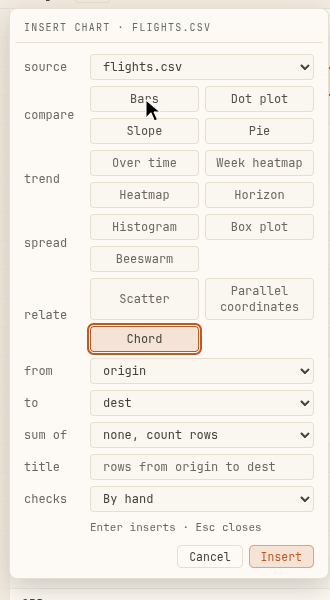 INSERT CHART · FLIGHTS.CSV
source flights.csv
compare
Bars Dot plot
Slope Pie
trend
Over time Week heatmap
Heatmap Horizon
spread
Histogram Box plot
Beeswarm
relate
Scatter Parallel coordinates
Chord
from origin
to dest
sum of none, count rows
title rows from origin to dest
checks By hand
Enter inserts · Esc closes
Cancel Insert